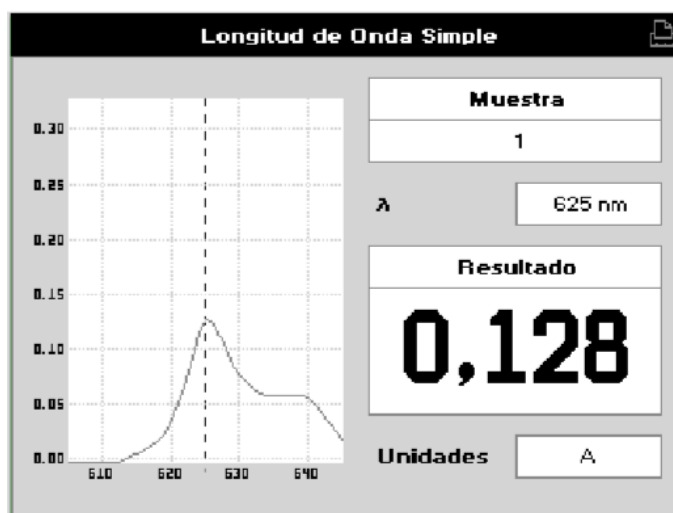 Longitud de Onda Simple
0.30
0.25
0.20
0.15
0.10
0.05
0.00
610 620 630 640
Muestra
1
λ 625 nm
Resultado
0,128
Unidades A